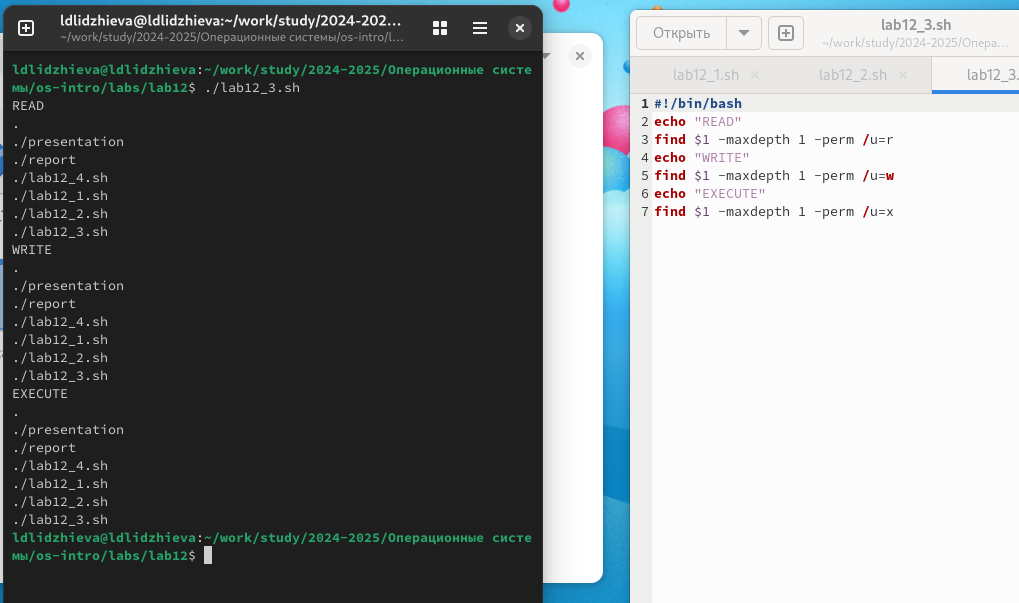 ldlidzhieva@ldlidzhieva:~/work/study/2024-202...
~/work/study/2024-2025/Операционные системы/os-intro/l...
ldlidzhieva@ldlidzhieva:~/work/study/2024-2025/Операционные систе
мы/os-intro/labs/lab12$ ./lab12_3.sh
READ
.
./presentation
./report
./lab12_4.sh
./lab12_1.sh
./lab12_2.sh
./lab12_3.sh
WRITE
.
./presentation
./report
./lab12_4.sh
./lab12_1.sh
./lab12_2.sh
./lab12_3.sh
EXECUTE
.
./presentation
./report
./lab12_4.sh
./lab12_1.sh
./lab12_2.sh
./lab12_3.sh
ldlidzhieva@ldlidzhieva:~/work/study/2024-2025/Операционные систе
мы/os-intro/labs/lab12$
Открыть
lab12_3.sh
~/work/study/2024-2025/Опера...
lab12_1.sh
lab12_2.sh
lab12_3.
1 #!/bin/bash
2 echo "READ"
3 find $1 -maxdepth 1 -perm /u=r
4 echo "WRITE"
5 find $1 -maxdepth 1 -perm /u=w
6 echo "EXECUTE"
7 find $1 -maxdepth 1 -perm /u=x